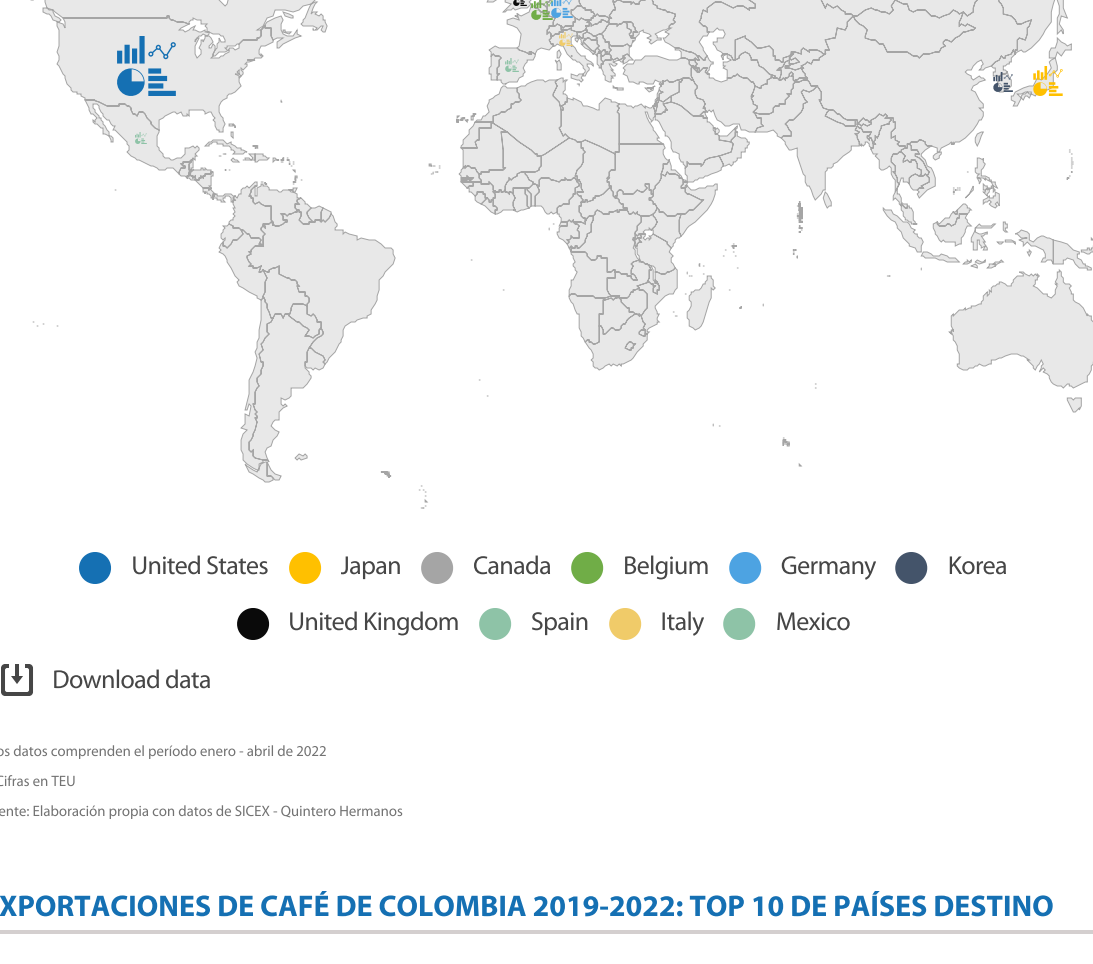 United States Japan Canada Belgium Germany Korea
United Kingdom Spain Italy Mexico
Download data
os datos comprenden el período enero - abril de 2022
Cifras en TEU
ente: Elaboración propia con datos de SICEX - Quintero Hermanos
XPORTACIONES DE CAFÉ DE COLOMBIA 2019-2022: TOP 10 DE PAÍSES DESTINO